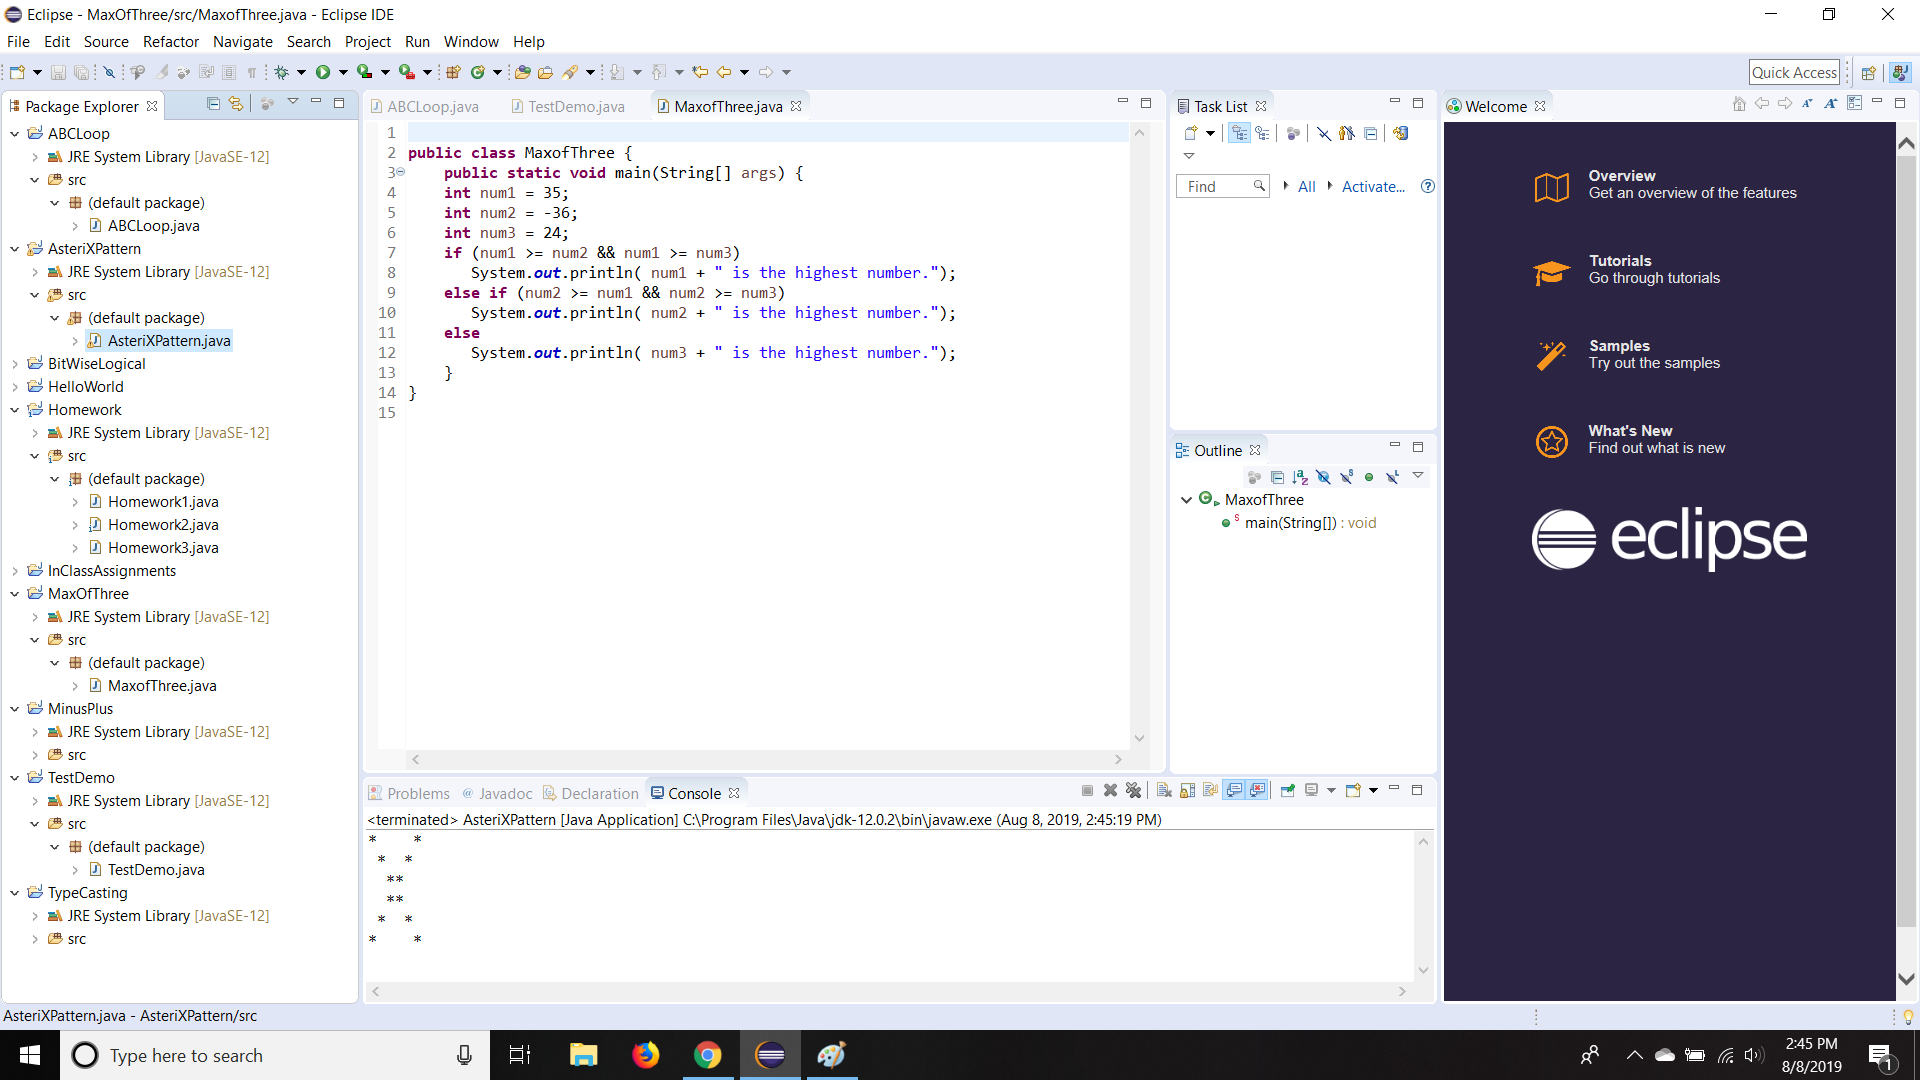 Eclipse - MaxOfThree/src/MaxofThree.java - Eclipse IDE
File Edit Source Refactor Navigate Search Project Run Window Help
Quick Access
Package Explorer
ABCLoop
JRE System Library [JavaSE-12]
src
(default package)
ABCLoop.java
AsteriXPattern
JRE System Library [JavaSE-12]
src
(default package)
AsteriXPattern.java
BitWiseLogical
HelloWorld
Homework
JRE System Library [JavaSE-12]
src
(default package)
Homework1.java
Homework2.java
Homework3.java
InClassAssignments
MaxOfThree
JRE System Library [JavaSE-12]
src
(default package)
MaxofThree.java
MinusPlus
JRE System Library [JavaSE-12]
src
TestDemo
JRE System Library [JavaSE-12]
src
(default package)
TestDemo.java
TypeCasting
JRE System Library [JavaSE-12]
src
ABCLoop.java TestDemo.java MaxofThree.java
1
2 public class MaxofThree {
3     public static void main(String[] args) {
4     int num1 = 35;
5     int num2 = -36;
6     int num3 = 24;
7     if (num1 >= num2 && num1 >= num3)
8        System.out.println( num1 + " is the highest number.");
9     else if (num2 >= num1 && num2 >= num3)
10        System.out.println( num2 + " is the highest number.");
11     else
12        System.out.println( num3 + " is the highest number.");
13     }
14 }
15
Task List
Find All Activate...
Outline
MaxofThree
main(String[]) : void
Welcome
Overview
Get an overview of the features
Tutorials
Go through tutorials
Samples
Try out the samples
What's New
Find out what is new
eclipse
Problems @ Javadoc Declaration Console
<terminated> AsteriXPattern [Java Application] C:\Program Files\Java\jdk-12.0.2\bin\javaw.exe (Aug 8, 2019, 2:45:19 PM)
*    *
 *  *
  **
  **
 *  *
*    *
AsteriXPattern.java - AsteriXPattern/src
Type here to search
2:45 PM
8/8/2019
1